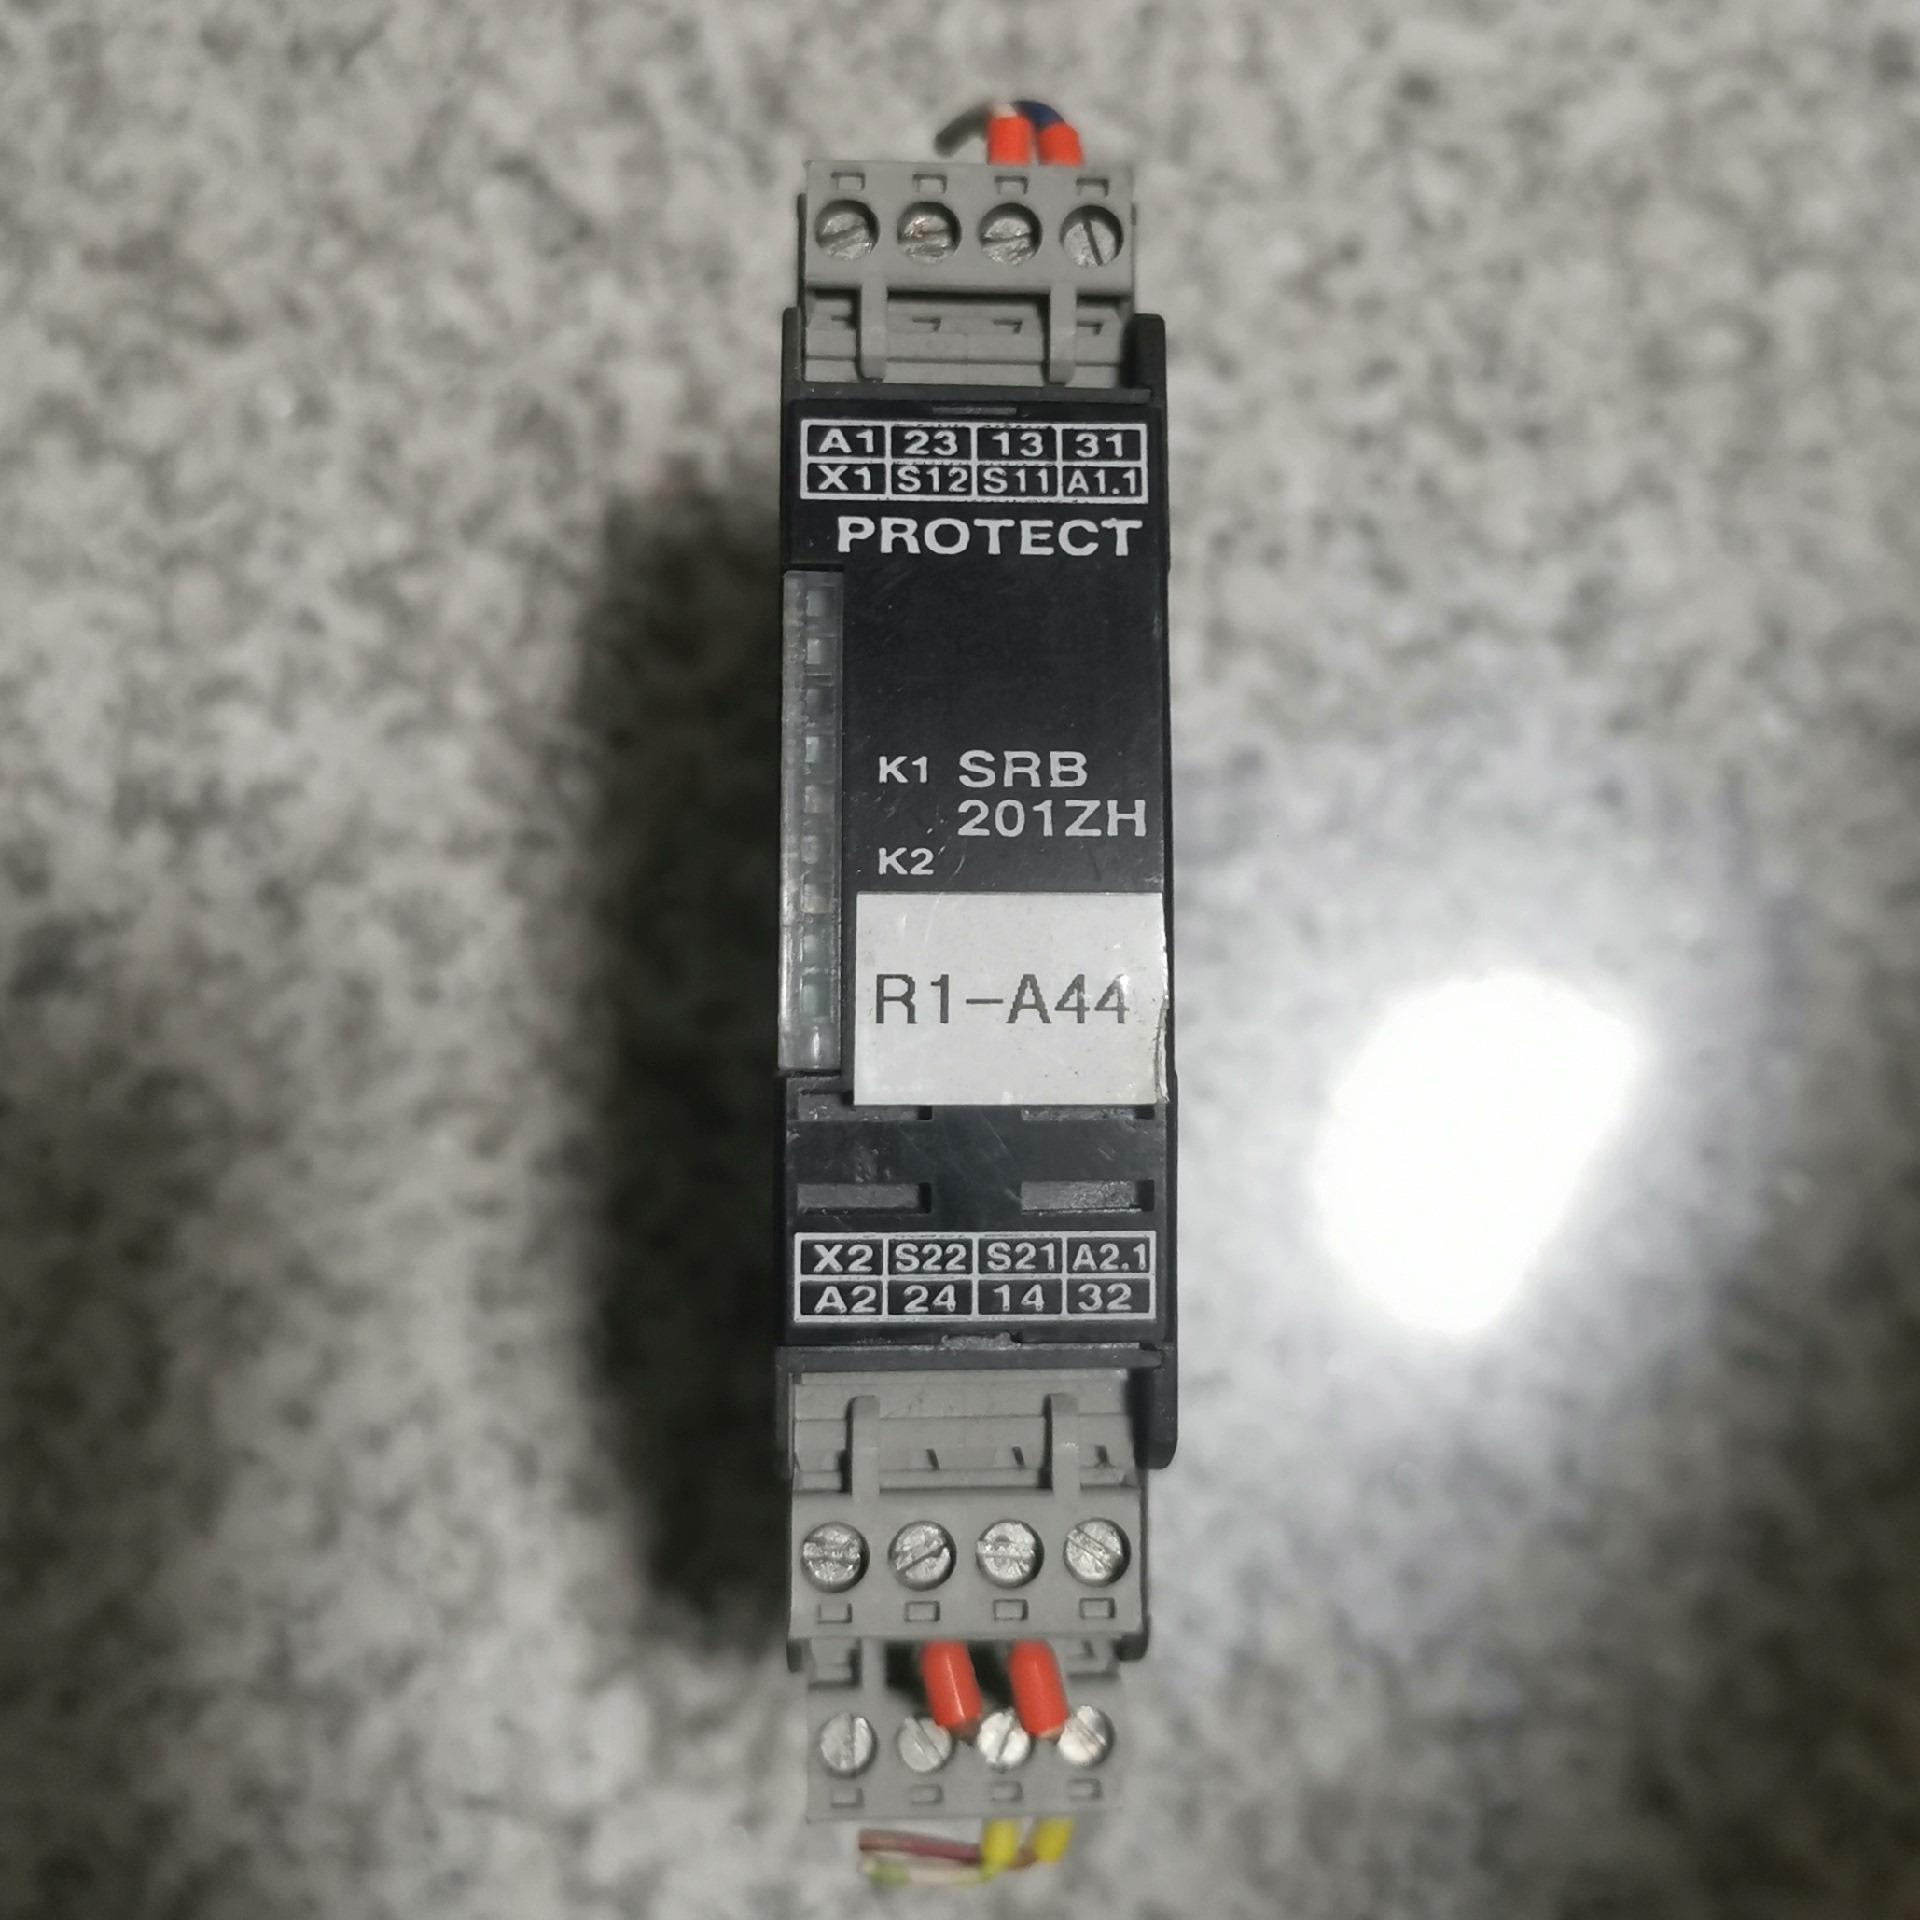 A1 23 13 31
X1 S12 S11 A1.1
PROTECT
K1 SRB
201ZH
K2
R1-A44
X2 S22 S21 A2.1
A2 24 14 32